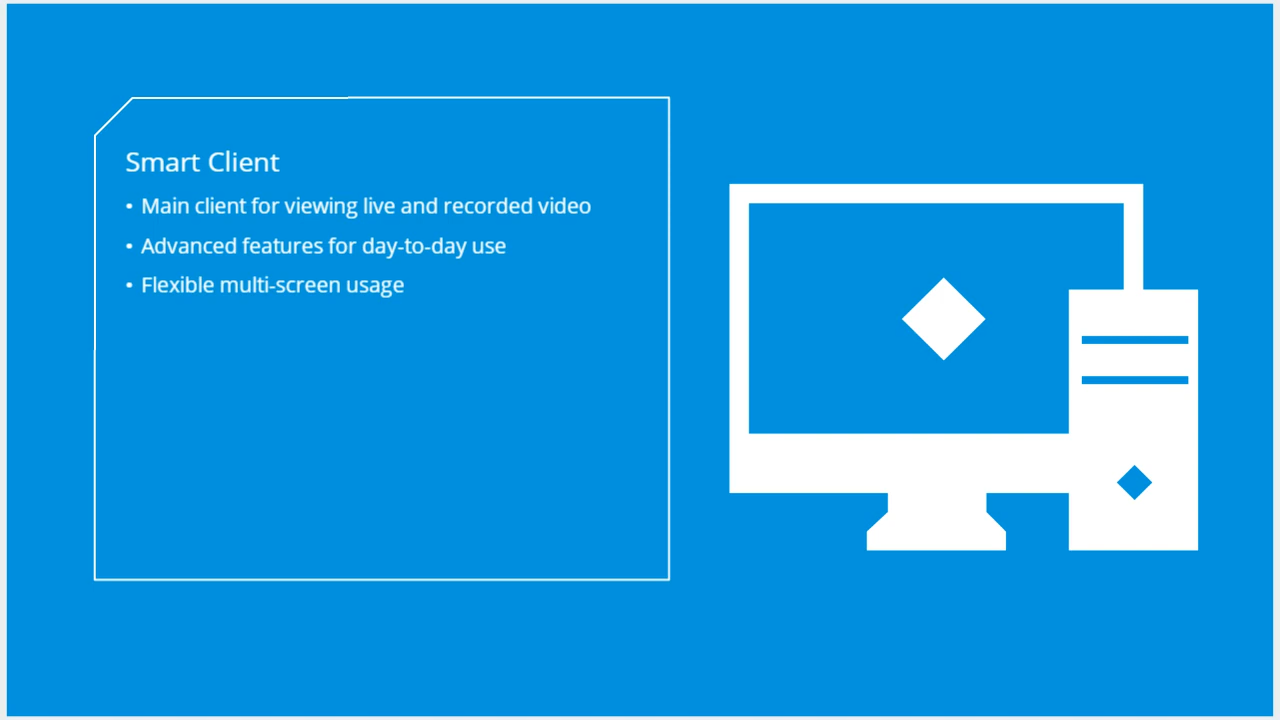 Smart Client
• Main client for viewing live and recorded video
• Advanced features for day-to-day use
• Flexible multi-screen usage